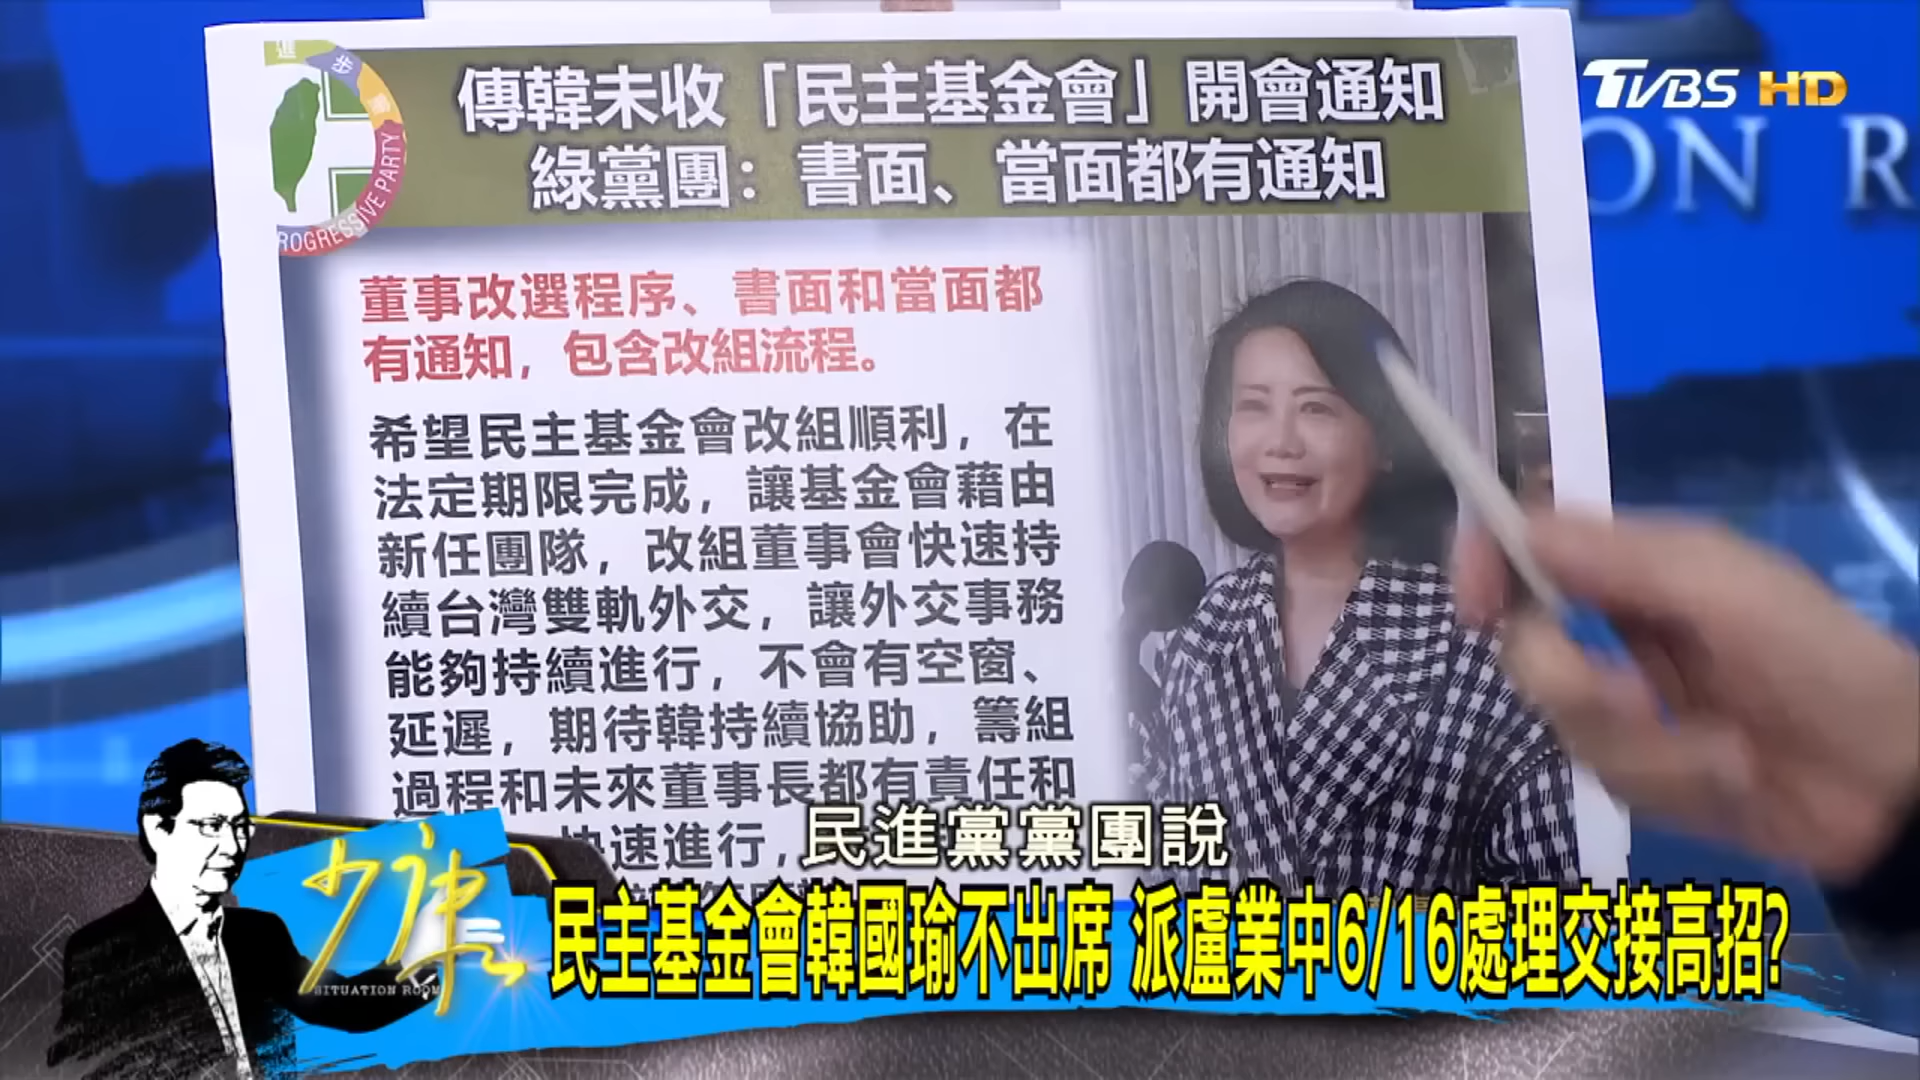 TVBS HD
ON R
進步
ROGRESSIVE PARTY
傳韓未收「民主基金會」開會通知
綠黨團：書面、當面都有通知
董事改選程序、書面和當面都
有通知，包含改組流程。
希望民主基金會改組順利，在
法定期限完成，讓基金會藉由
新任團隊，改組董事會快速持
續台灣雙軌外交，讓外交事務
能夠持續進行，不會有空窗、
延遲，期待韓持續協助，籌組
過程和未來董事長都有責任和
快速進行，
民進黨黨團說
少康
SITUATION ROOM
民主基金會韓國瑜不出席 派盧業中6/16處理交接高招?